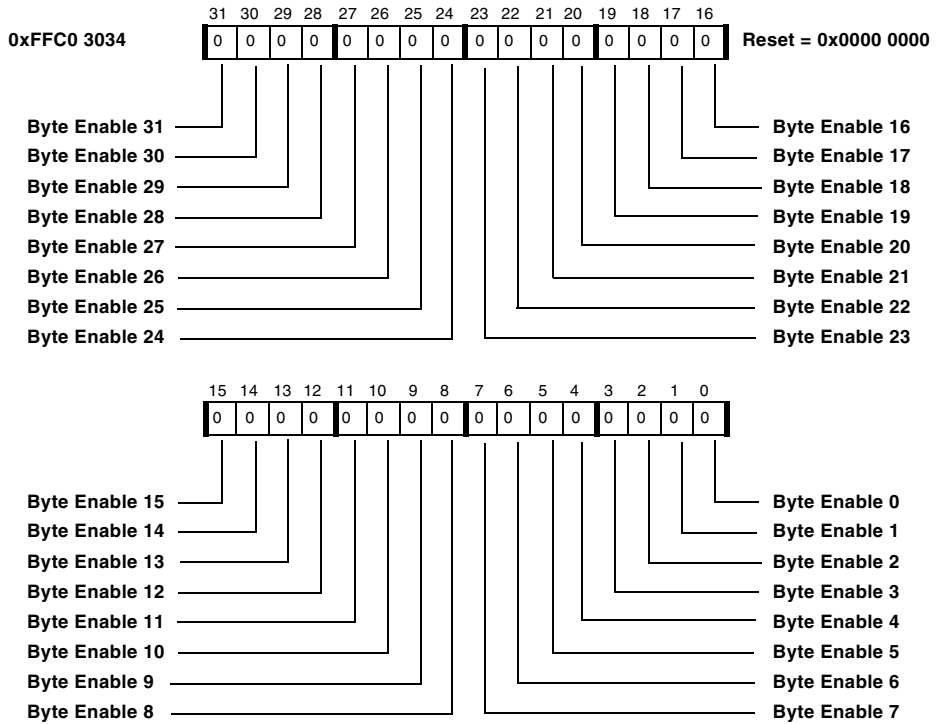 31 30 29 28 27 26 25 24 23 22 21 20 19 18 17 16
0xFFC0 3034 0 0 0 0 0 0 0 0 0 0 0 0 0 0 0 0 Reset = 0x0000 0000
Byte Enable 31 Byte Enable 16
Byte Enable 30 Byte Enable 17
Byte Enable 29 Byte Enable 18
Byte Enable 28 Byte Enable 19
Byte Enable 27 Byte Enable 20
Byte Enable 26 Byte Enable 21
Byte Enable 25 Byte Enable 22
Byte Enable 24 Byte Enable 23
15 14 13 12 11 10 9 8 7 6 5 4 3 2 1 0
0 0 0 0 0 0 0 0 0 0 0 0 0 0 0 0
Byte Enable 15 Byte Enable 0
Byte Enable 14 Byte Enable 1
Byte Enable 13 Byte Enable 2
Byte Enable 12 Byte Enable 3
Byte Enable 11 Byte Enable 4
Byte Enable 10 Byte Enable 5
Byte Enable 9 Byte Enable 6
Byte Enable 8 Byte Enable 7